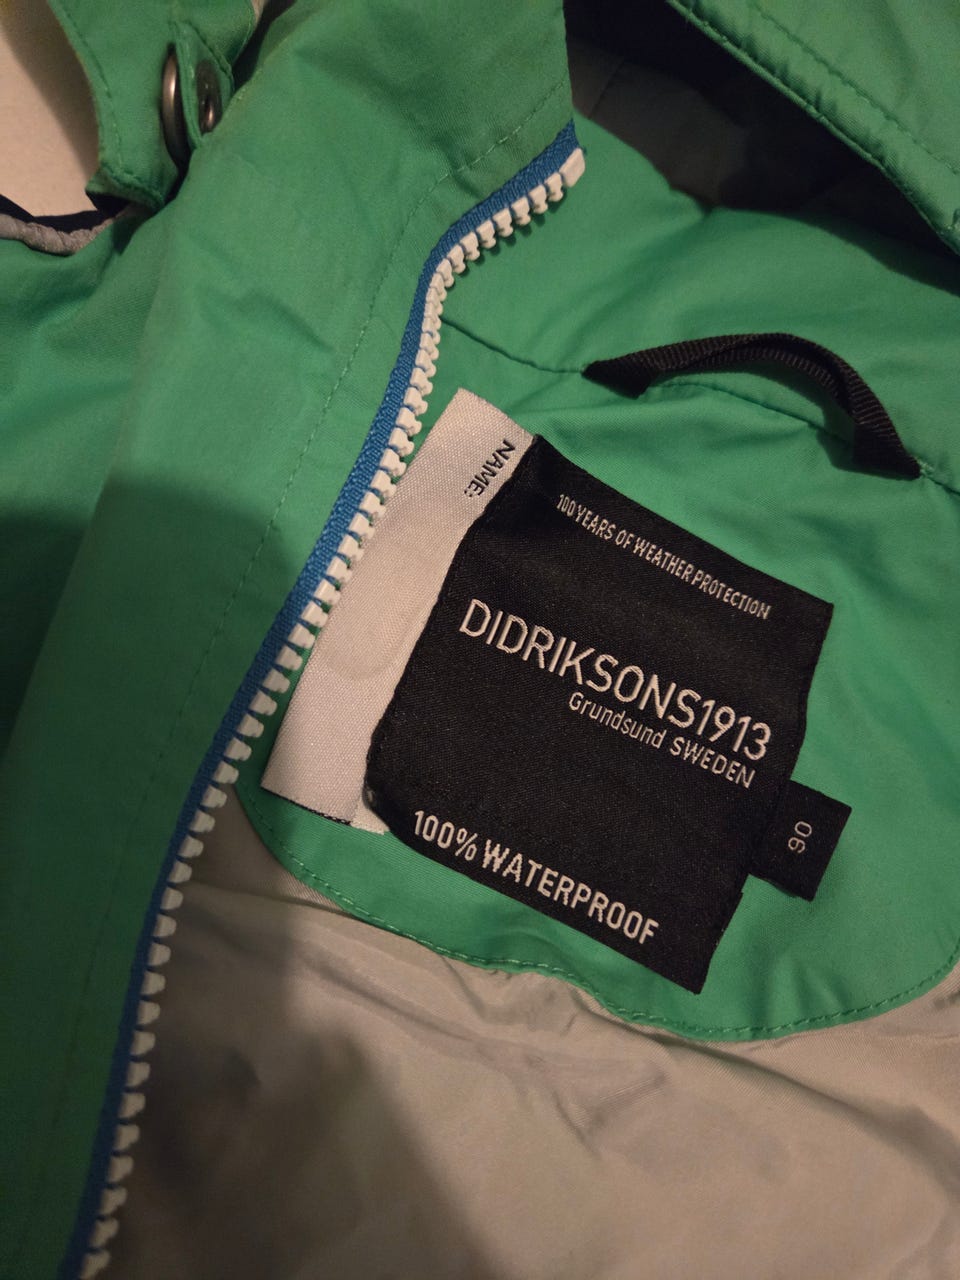 NAME:
100 YEARS OF WEATHER PROTECTION
DIDRIKSONS1913
Grundsund SWEDEN
100% WATERPROOF
90